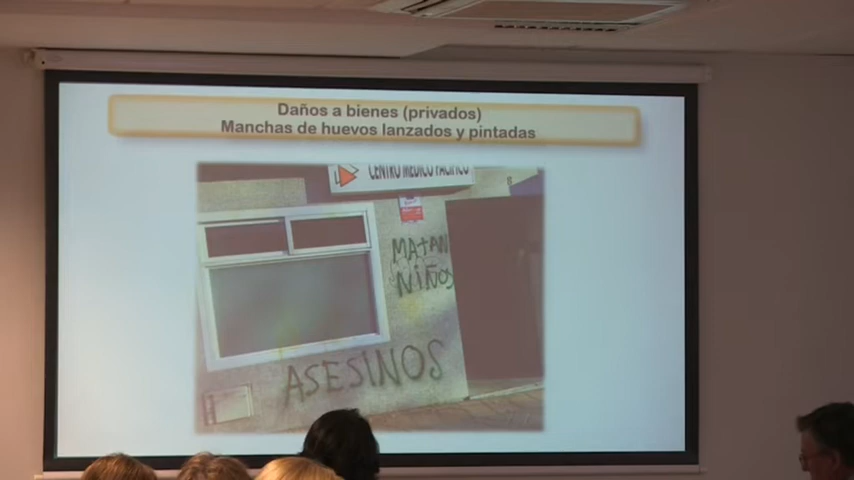 Daños a bienes (privados)
Manchas de huevos lanzados y pintadas
CENTRO MEDICO PACIFICO
MATAN
NIÑOS
ASESINOS